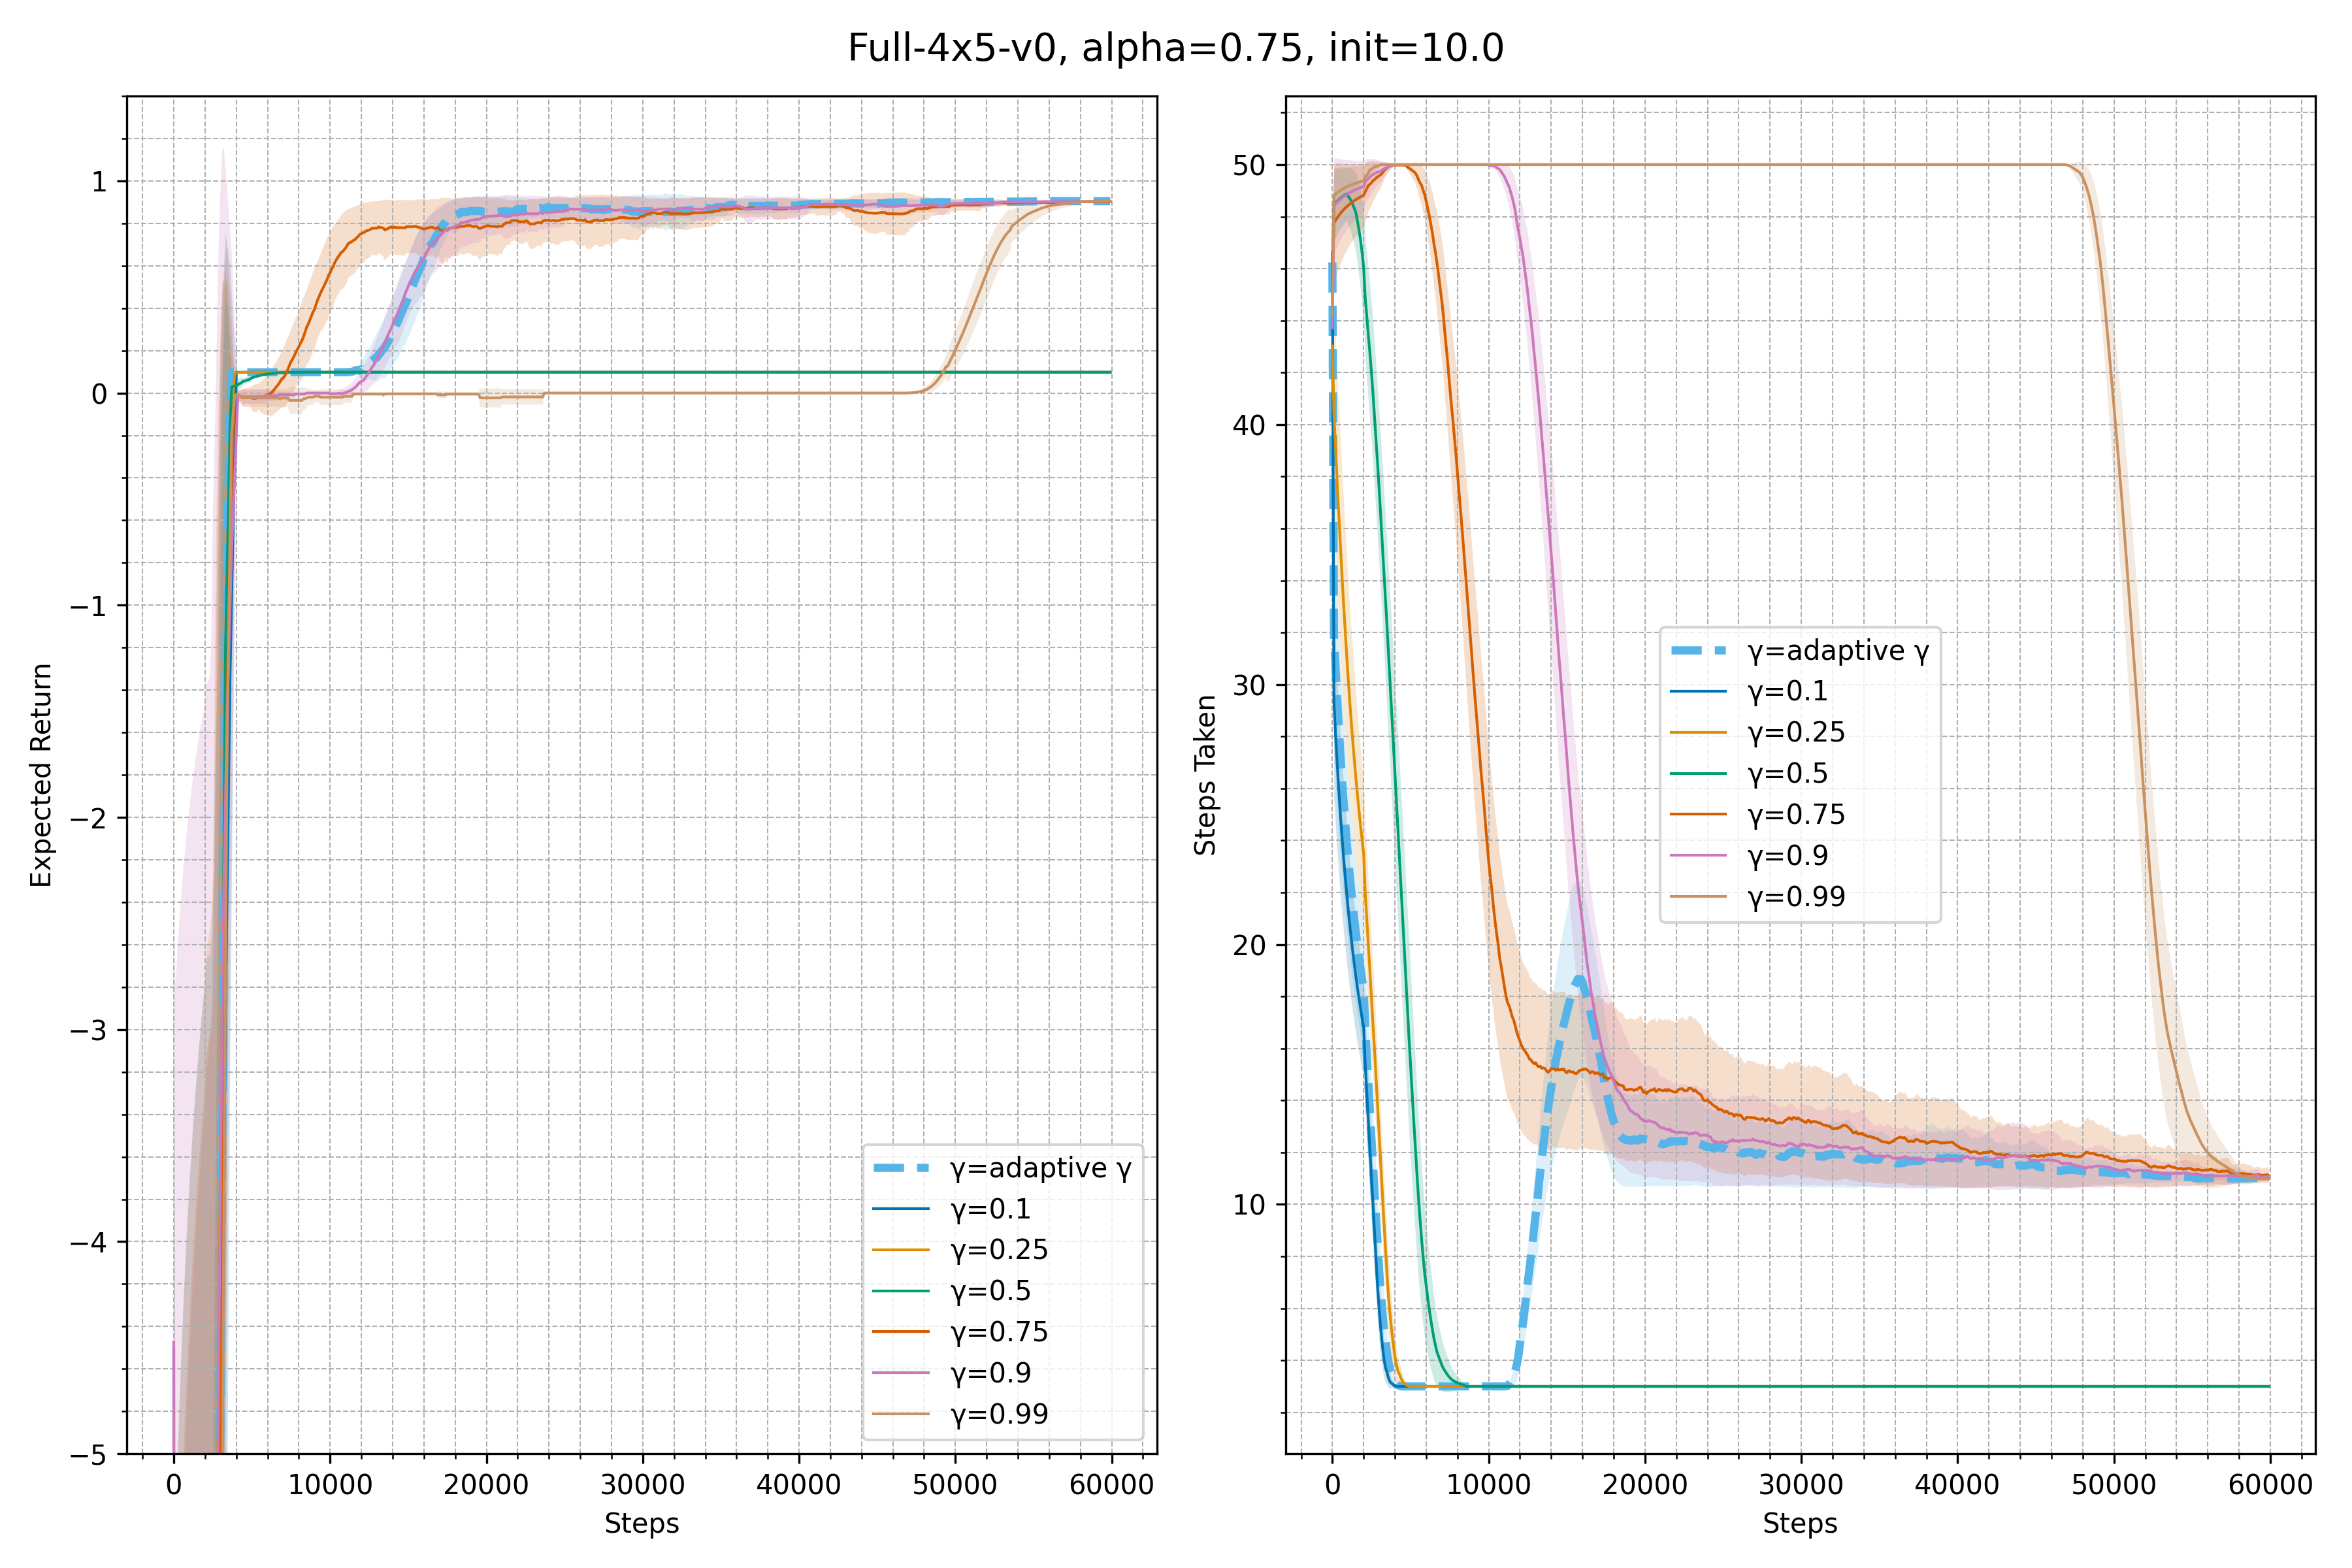 Full-4x5-v0, alpha=0.75, init=10.0
Expected Return
1
0
−1
−2
−3
−4
−5
0
10000
20000
30000
40000
50000
60000
Steps
γ=adaptive γ
γ=0.1
γ=0.25
γ=0.5
γ=0.75
γ=0.9
γ=0.99
Steps Taken
50
40
30
20
10
0
10000
20000
30000
40000
50000
60000
Steps
γ=adaptive γ
γ=0.1
γ=0.25
γ=0.5
γ=0.75
γ=0.9
γ=0.99